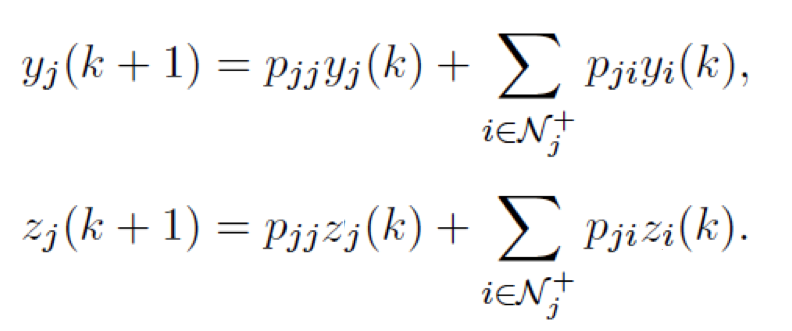 y_j(k + 1) = p_{jj}y_j(k) + \sum_{i \in \mathcal{N}_j^+} p_{ji}y_i(k),
z_j(k + 1) = p_{jj}z_j(k) + \sum_{i \in \mathcal{N}_j^+} p_{ji}z_i(k).